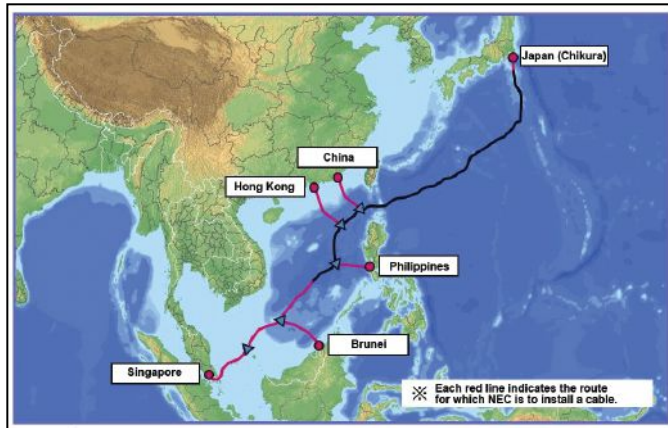 Japan (Chikura)
China
Hong Kong
Philippines
Brunei
Singapore
※ Each red line indicates the route
for which NEC is to install a cable.